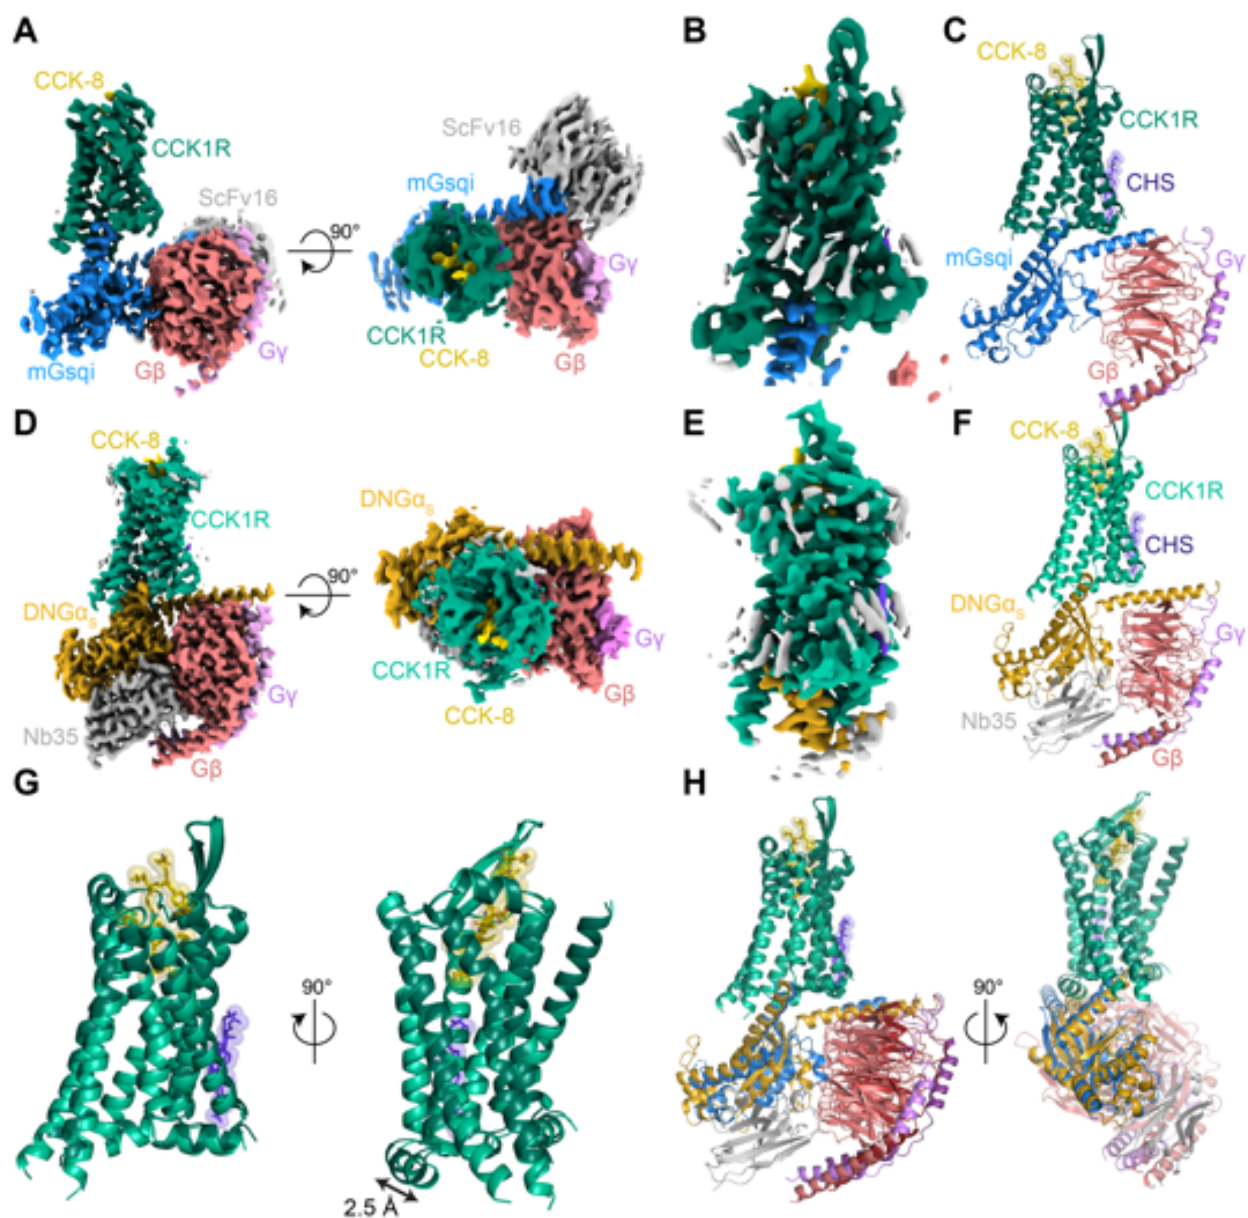 A
CCK-8
CCK1R
ScFv16
mGsqi
Gβ
Gγ
90°
ScFv16
mGsqi
Gγ
CCK1R
CCK-8
Gβ
B
C
CCK-8
CCK1R
CHS
mGsqi
Gγ
Gβ
D
CCK-8
CCK1R
DNGαs
Gγ
Nb35
Gβ
90°
DNGαs
CCK1R
Gγ
CCK-8
Gβ
E
F
CCK-8
CCK1R
CHS
DNGαs
Gγ
Nb35
Gβ
G
90°
2.5 Å
H
90°